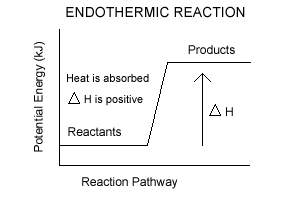 ENDOTHERMIC REACTION
Potential Energy (kJ)
Products
Heat is absorbed
△ H is positive
△ H
Reactants
Reaction Pathway